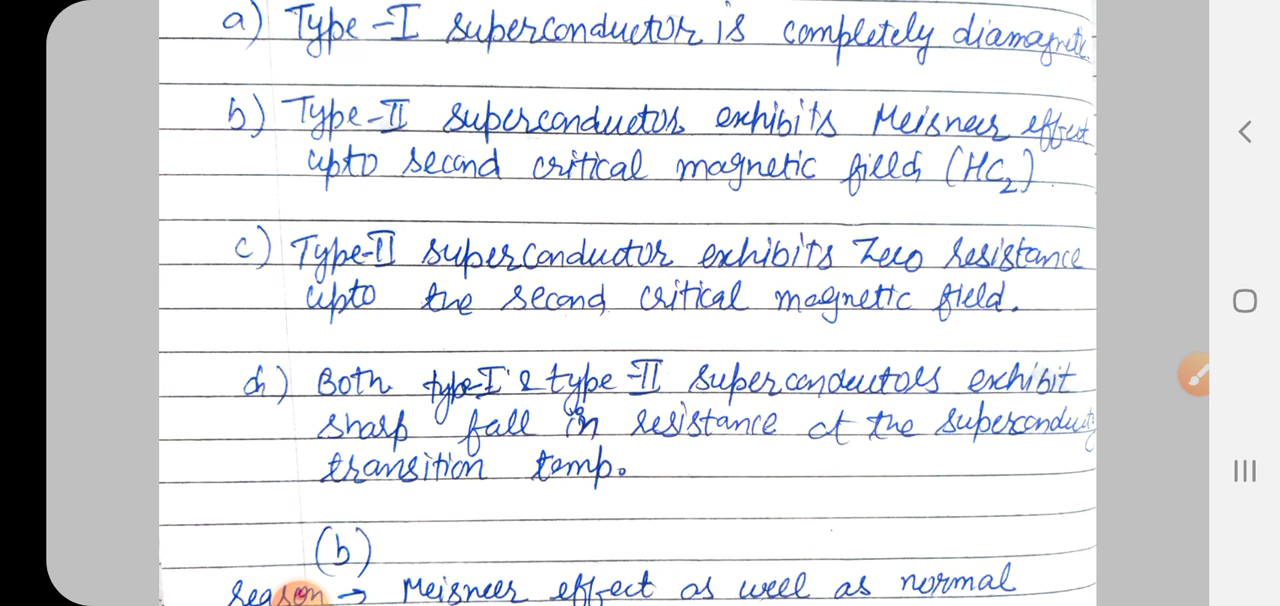 a) Type-I superconductor is completely diamagnetic
b) Type-II superconductor exhibits Meisner effect
upto second critical magnetic field (HC2)
c) Type-II superconductor exhibits zero resistance
upto the second critical magnetic field.
d) Both type-I & type-II superconductors exhibit
sharp fall in resistance at the superconducting
transition temp.
(b)
reason → Meisner effect as well as normal